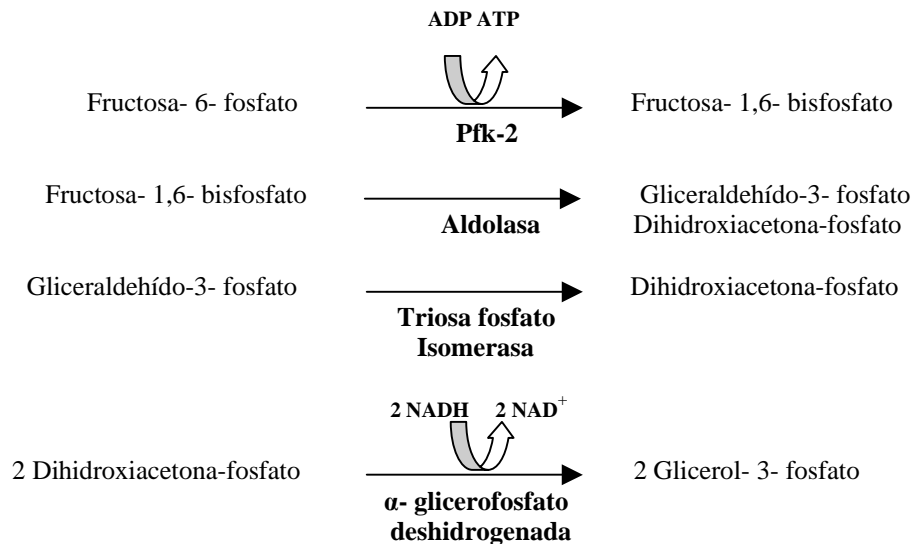 ADP ATP
Fructosa- 6- fosfato
Fructosa- 1,6- bisfosfato
Pfk-2
Fructosa- 1,6- bisfosfato
Gliceraldehído-3- fosfato
Dihidroxiacetona-fosfato
Aldolasa
Gliceraldehído-3- fosfato
Dihidroxiacetona-fosfato
Triosa fosfato
Isomerasa
2 NADH 2 NAD+
2 Dihidroxiacetona-fosfato
2 Glicerol- 3- fosfato
α- glicerofosfato
deshidrogenada